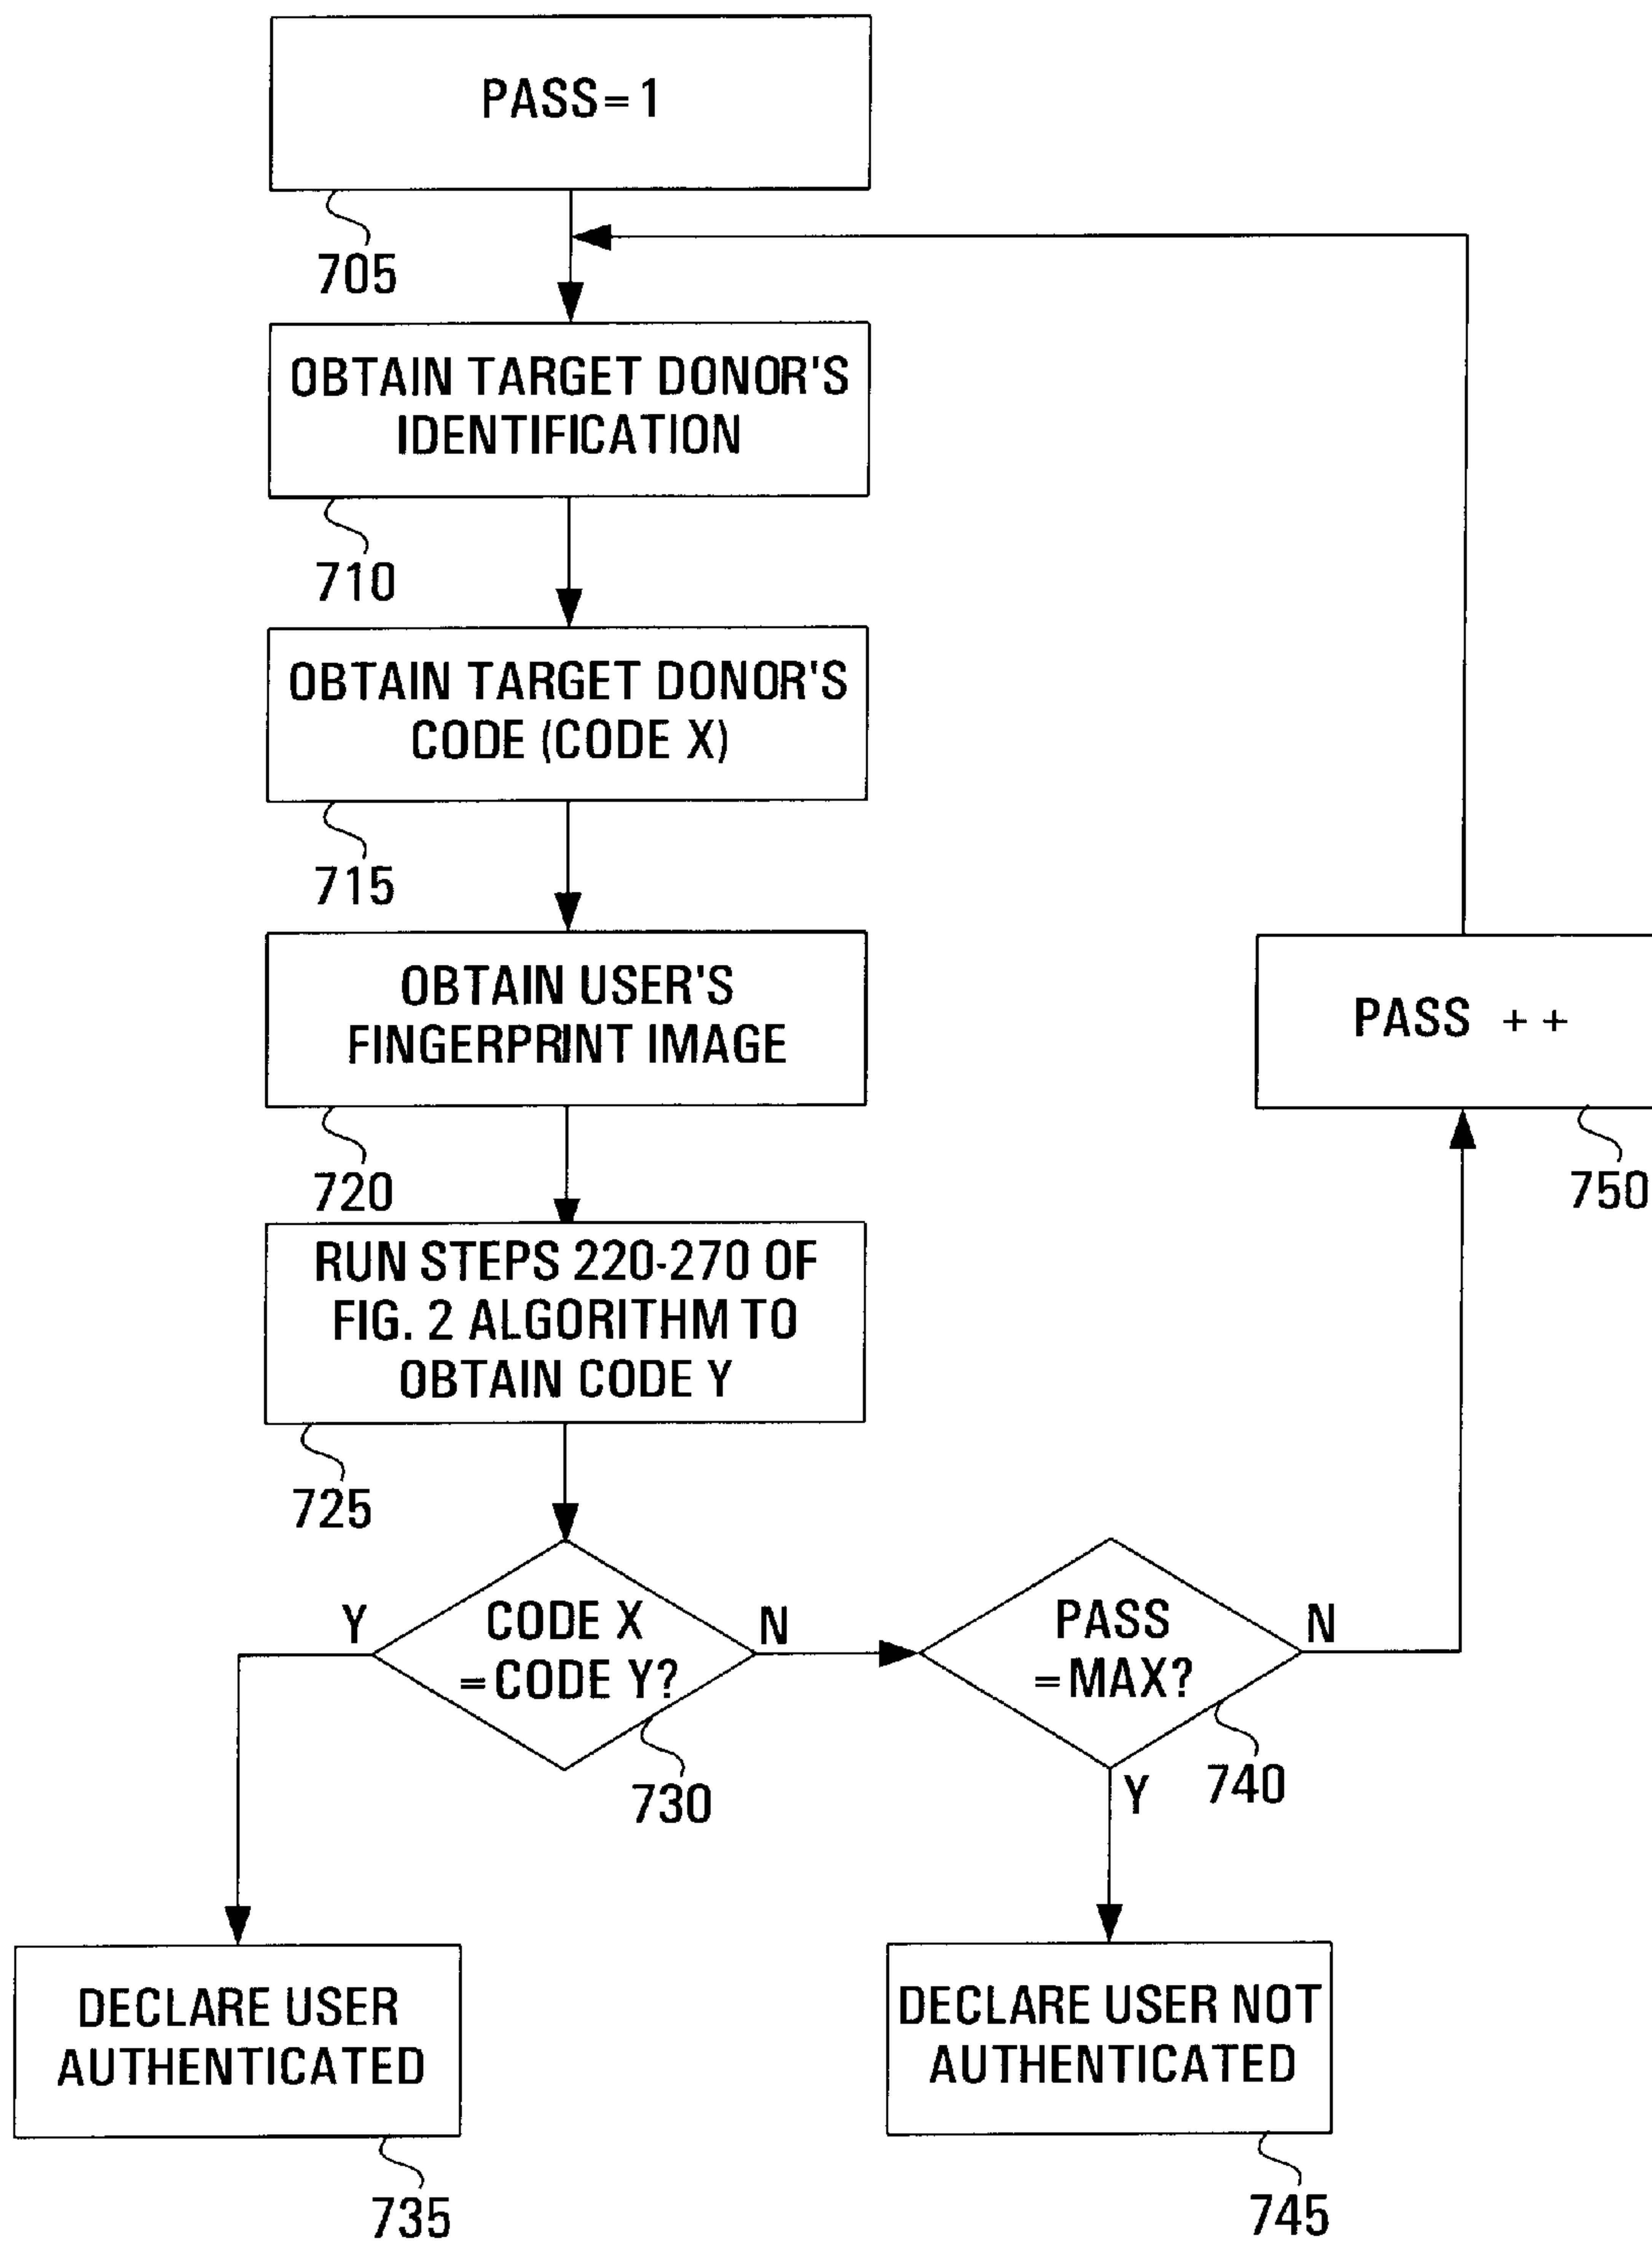 PASS=1
705
OBTAIN TARGET DONOR'S
IDENTIFICATION
710
OBTAIN TARGET DONOR'S
CODE (CODE X)
715
OBTAIN USER'S
FINGERPRINT IMAGE
720
PASS ++
750
RUN STEPS 220-270 OF
FIG. 2 ALGORITHM TO
OBTAIN CODE Y
725
Y
CODE X
=CODE Y?
N
730
PASS
=MAX?
N
740
Y
DECLARE USER
AUTHENTICATED
735
DECLARE USER NOT
AUTHENTICATED
745